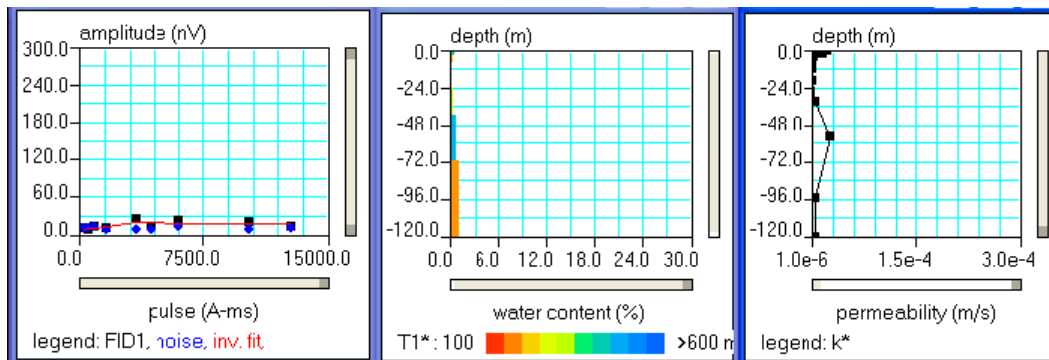 amplitude (nV)
300.0
240.0
180.0
120.0
60.0
0.0
0.0 7500.0 15000.0
pulse (A-ms)
legend: FID1, noise, inv. fit,
depth (m)
0.0
-24.0
-48.0
-72.0
-96.0
-120.0
0.0 6.0 12.0 18.0 24.0 30.0
water content (%)
T1* : 100 >600 m
depth (m)
0.0
-24.0
-48.0
-72.0
-96.0
-120.0
1.0e-6 1.5e-4 3.0e-4
permeability (m/s)
legend: k*